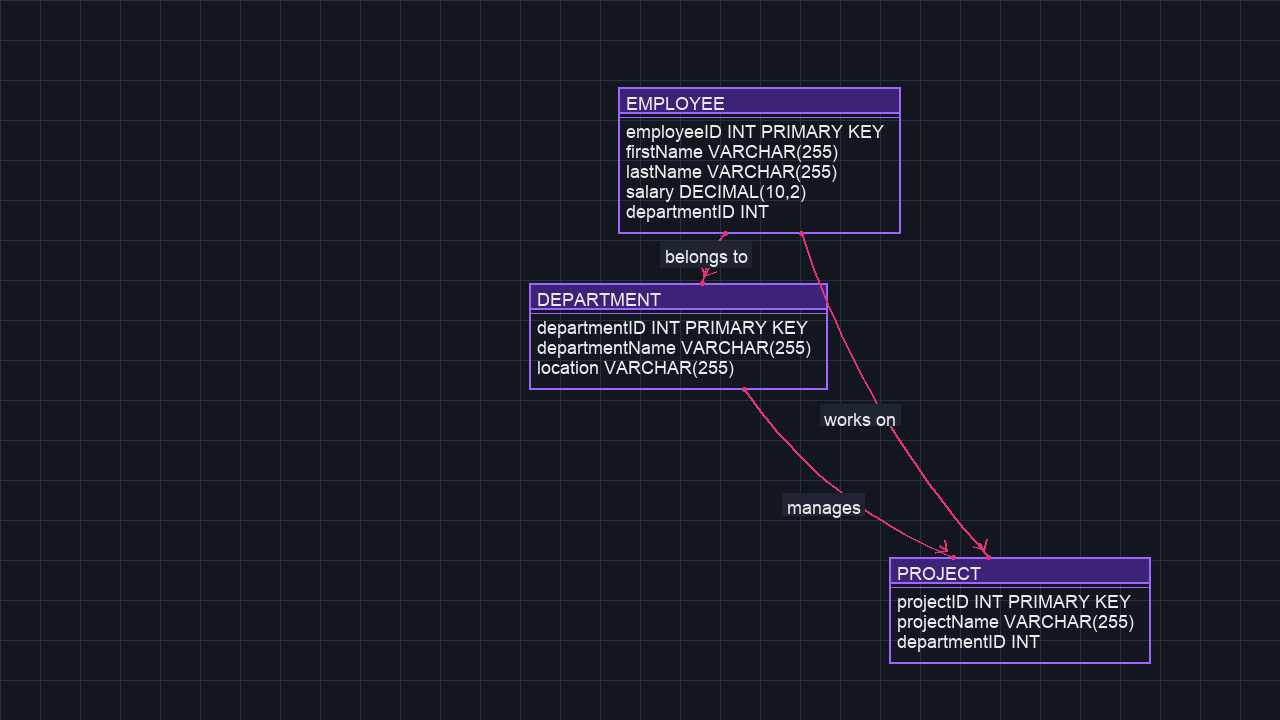 EMPLOYEE
employeeID INT PRIMARY KEY
firstName VARCHAR(255)
lastName VARCHAR(255)
salary DECIMAL(10,2)
departmentID INT
belongs to
DEPARTMENT
departmentID INT PRIMARY KEY
departmentName VARCHAR(255)
location VARCHAR(255)
works on
manages
PROJECT
projectID INT PRIMARY KEY
projectName VARCHAR(255)
departmentID INT